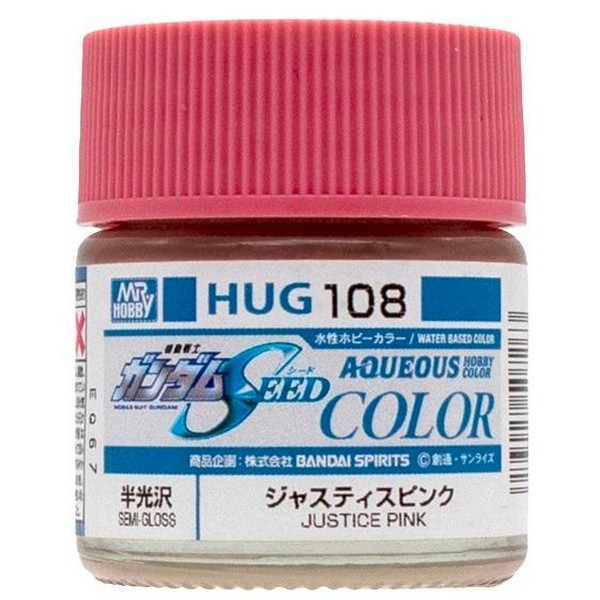 MR
HOBBY
HUG 108
水性ホビーカラー / WATER BASED COLOR
機動戦士
ガンダム SEED
シード
MOBILE SUIT GUNDAM
AQUEOUS HOBBY COLOR
COLOR
商品企画：株式会社 BANDAI SPIRITS ©創通・サンライズ
半光沢
SEMI-GLOSS
ジャスティスピンク
JUSTICE PINK
EG67